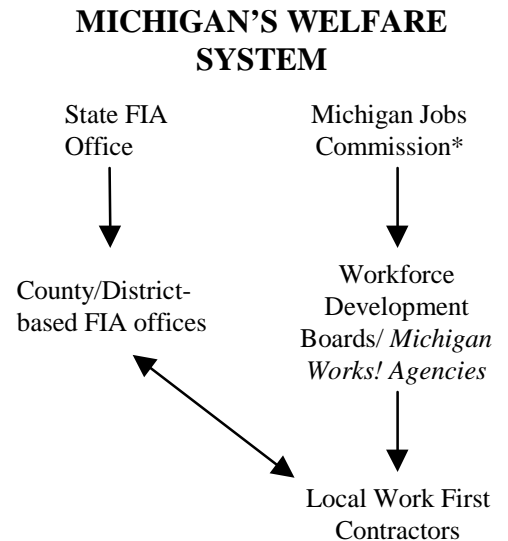 MICHIGAN'S WELFARE
SYSTEM
State FIA
Office
Michigan Jobs
Commission*
County/District-
based FIA offices
Workforce
Development
Boards/ Michigan
Works! Agencies
Local Work First
Contractors